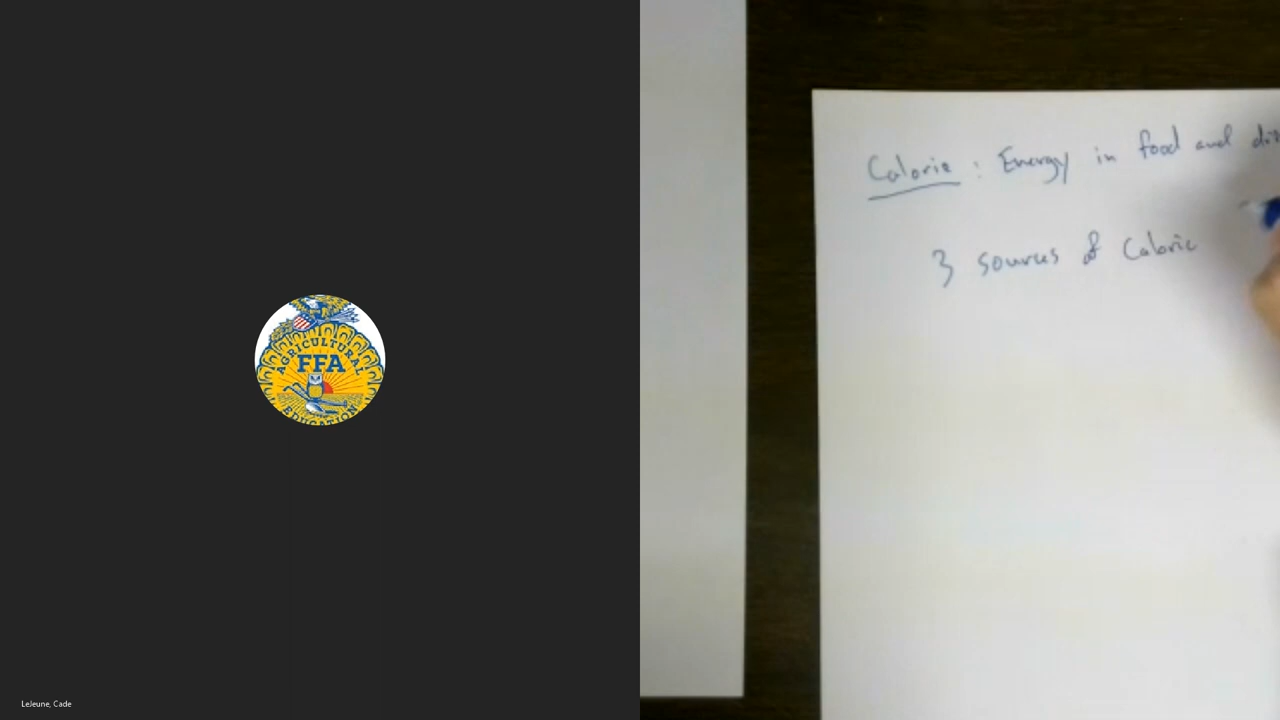 AGRICULTURAL
FFA
EDUCATION
LeJeune, Cade
Calorie : Energy in food and
3 sources of Caloric